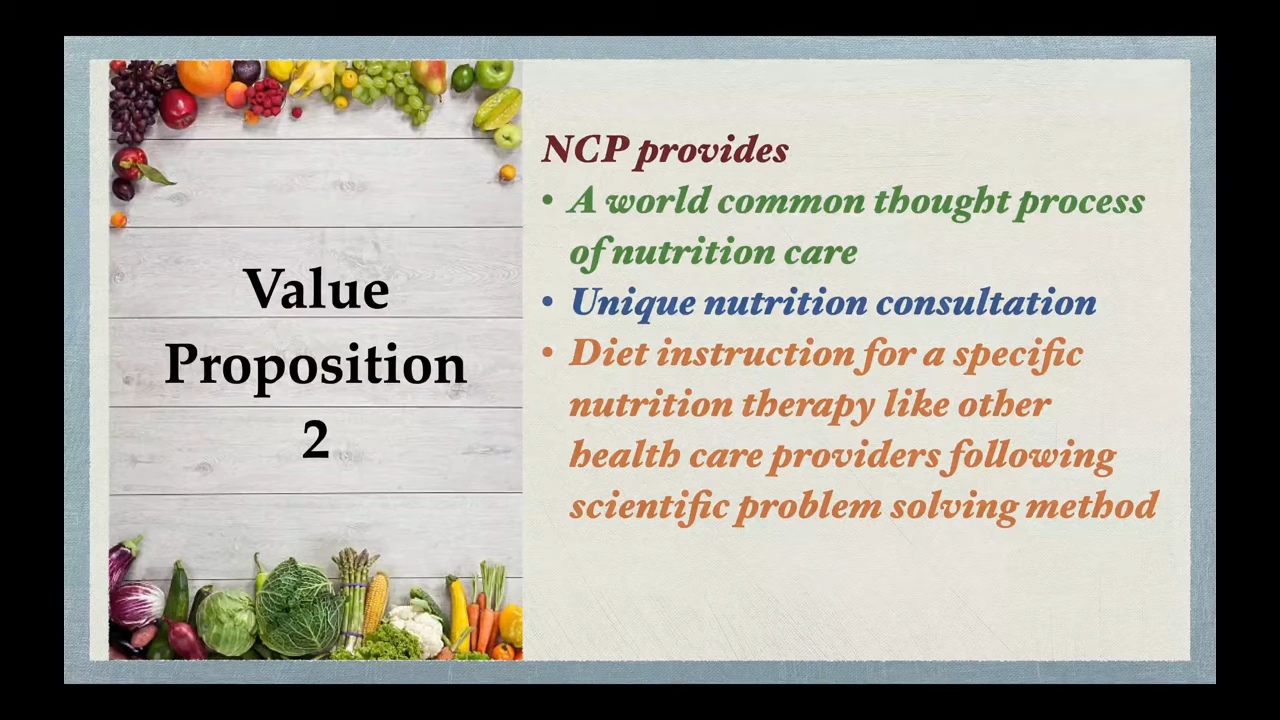 Value
Proposition
2
NCP provides
• A world common thought process
of nutrition care
• Unique nutrition consultation
• Diet instruction for a specific
nutrition therapy like other
health care providers following
scientific problem solving method